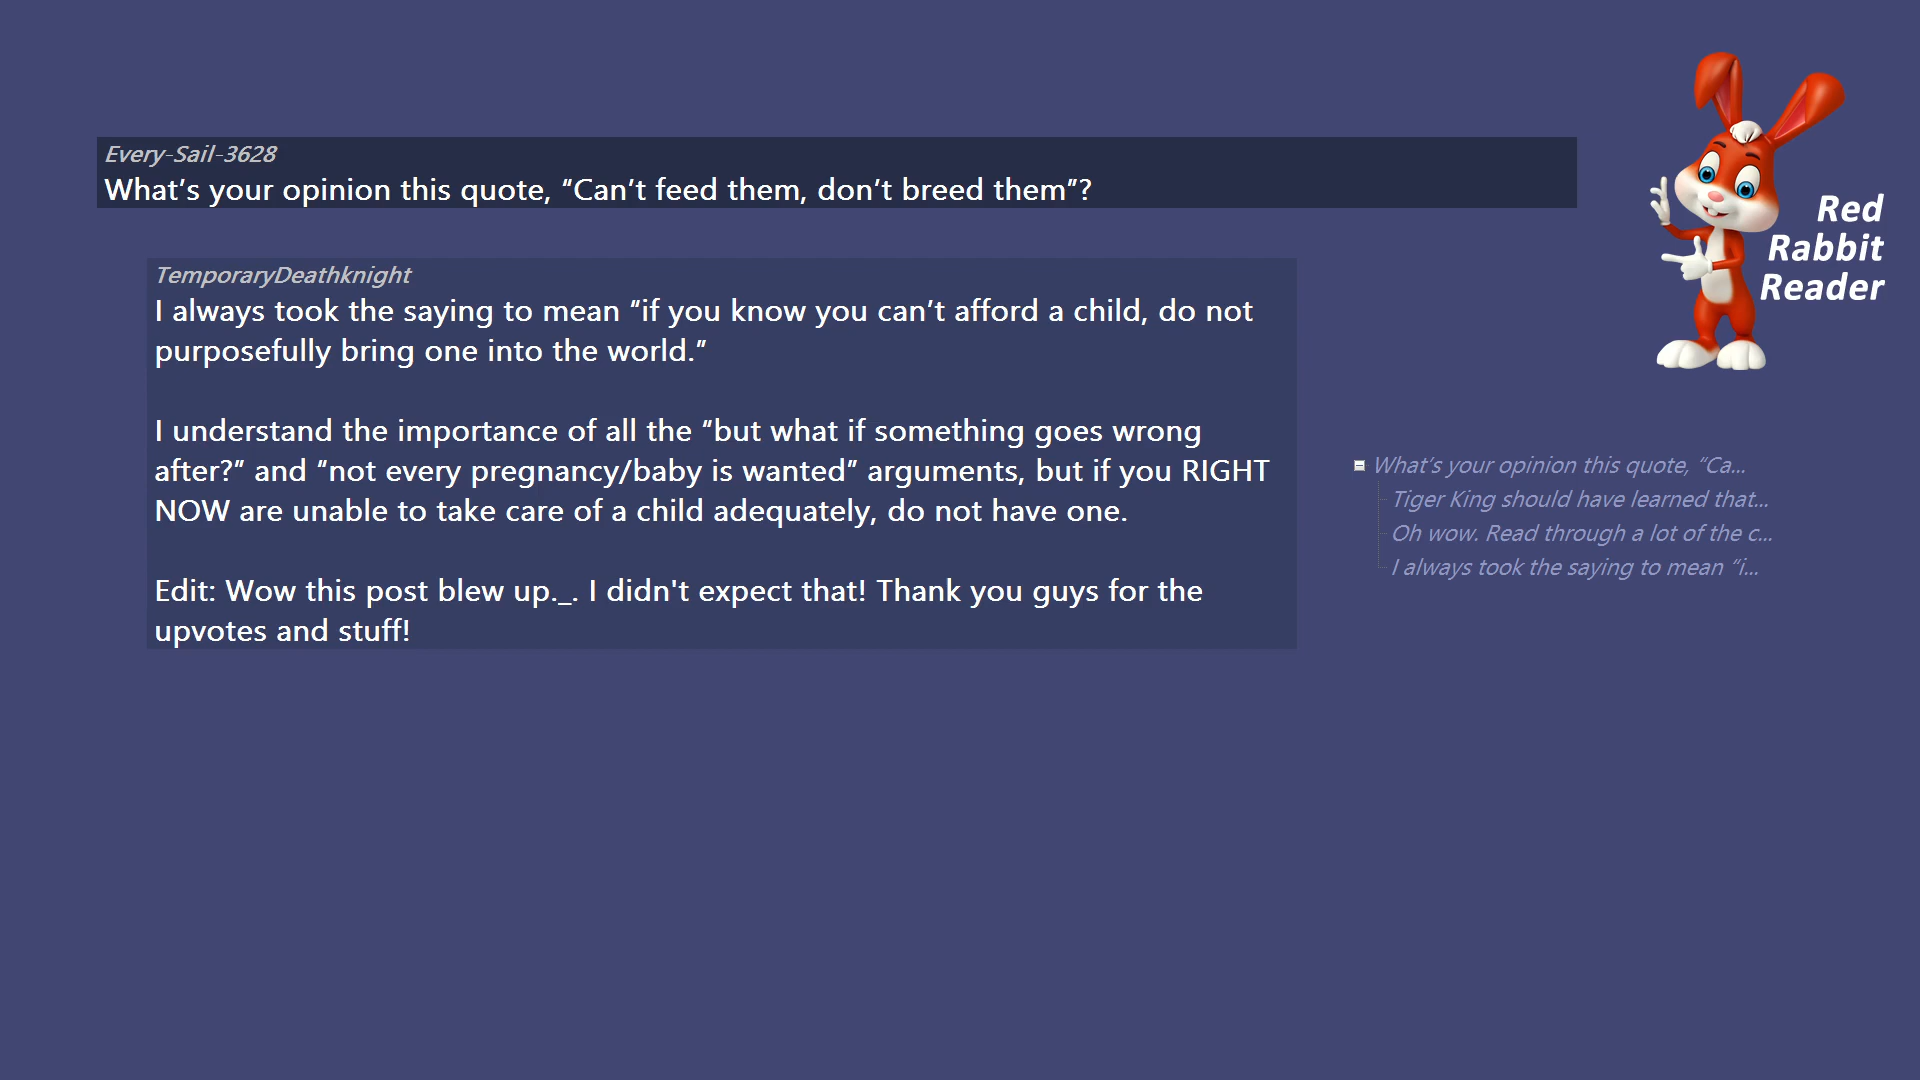 Every-Sail-3628
What’s your opinion this quote, “Can’t feed them, don’t breed them”?
TemporaryDeathknight
I always took the saying to mean “if you know you can’t afford a child, do not
purposefully bring one into the world.”
I understand the importance of all the “but what if something goes wrong
after?” and “not every pregnancy/baby is wanted” arguments, but if you RIGHT
NOW are unable to take care of a child adequately, do not have one.
Edit: Wow this post blew up._. I didn't expect that! Thank you guys for the
upvotes and stuff!
Red
Rabbit
Reader
What’s your opinion this quote, “Ca...
Tiger King should have learned that...
Oh wow. Read through a lot of the c...
I always took the saying to mean “i...